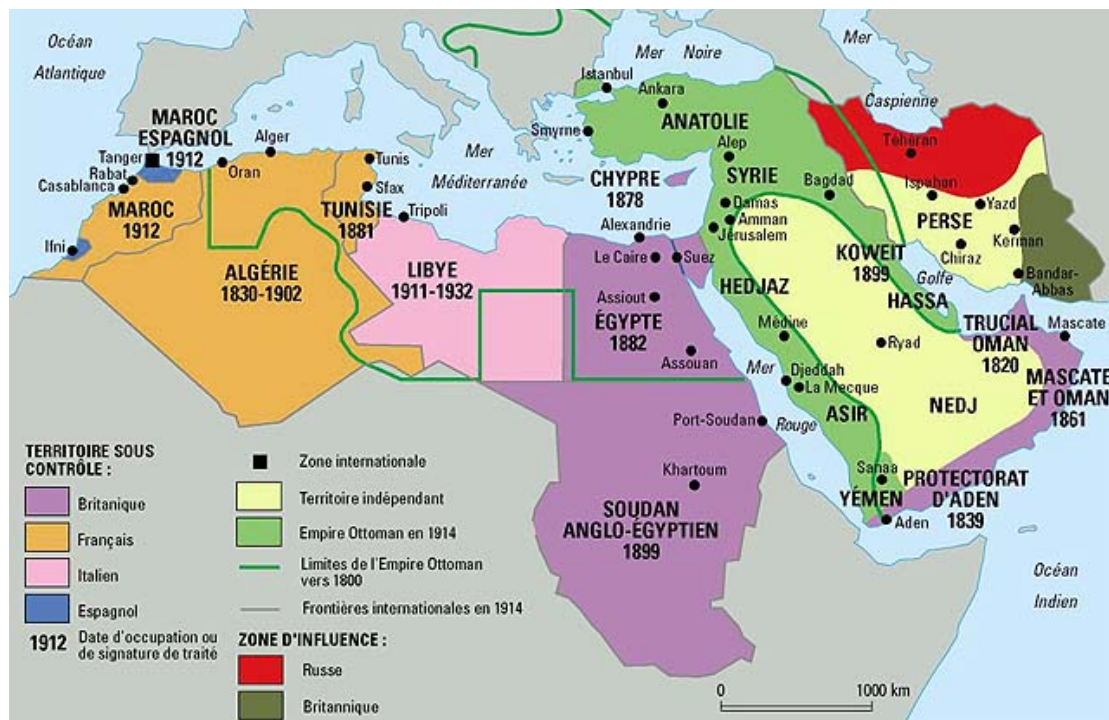 Océan
Atlantique
Mer Noire
Mer
Caspienne
Istanbul
Ankara
ANATOLIE
Smyrne
MAROC
ESPAGNOL
1912
Alger
Tanger
Rabat
Casablanca
Oran
Tunis
Sfax
Mer
Méditerranée
Téhéran
Alep
SYRIE
CHYPRE
1878
Bagdad
Ispahan
Yazd
PERSE
MAROC
1912
TUNISIE
1881
Tripoli
Damas
Amman
Jérusalem
Alexandrie
Kerman
Chiraz
Ifni
ALGÉRIE
1830-1902
LIBYE
1911-1932
Le Caire
Suez
KOWEIT
1899
Golfe
Bandar-
Abbas
HEDJAZ
HASSA
Assiout
ÉGYPTE
1882
Médine
Ryad
TRUCIAL
OMAN
1820
Mascate
Assouan
Mer
Rouge
Djeddah
La Mecque
MASCATE
ET OMAN
1861
ASIR
NEDJ
Port-Soudan
Khartoum
Sanaa
YÉMEN
PROTECTORAT
D'ADEN
1839
Aden
SOUDAN
ANGLO-ÉGYPTIEN
1899
Océan
Indien
TERRITOIRE SOUS
CONTRÔLE :
Britanique
Français
Italien
Espagnol
1912 Date d'occupation ou
de signature de traité
Zone internationale
Territoire indépendant
Empire Ottoman en 1914
Limites de l'Empire Ottoman
vers 1800
Frontières internationales en 1914
ZONE D'INFLUENCE :
Russe
Britannique
0 1000 km